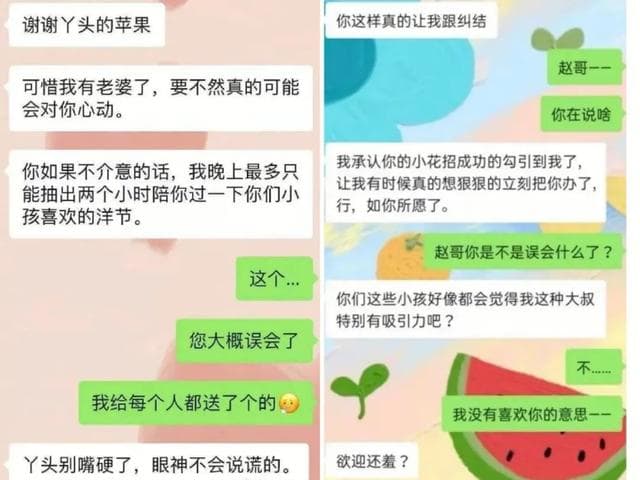 谢谢丫头的苹果
可惜我有老婆了，要不然真的可能
会对你心动。
你如果不介意的话，我晚上最多只
能抽出两个小时陪你过一下你们小
孩喜欢的洋节。
这个...
您大概误会了
我给每个人都送了个的
丫头别嘴硬了，眼神不会说谎的。
你这样真的让我跟纠结
赵哥——
你在说啥
我承认你的小花招成功的勾引到我了，
让我有时候真的想狠狠的立刻把你办了，
行，如你所愿了。
赵哥你是不是误会什么了？
你们这些小孩好像都会觉得我这种大叔
特别有吸引力吧？
不......
我没有喜欢你的意思——
欲迎还羞？